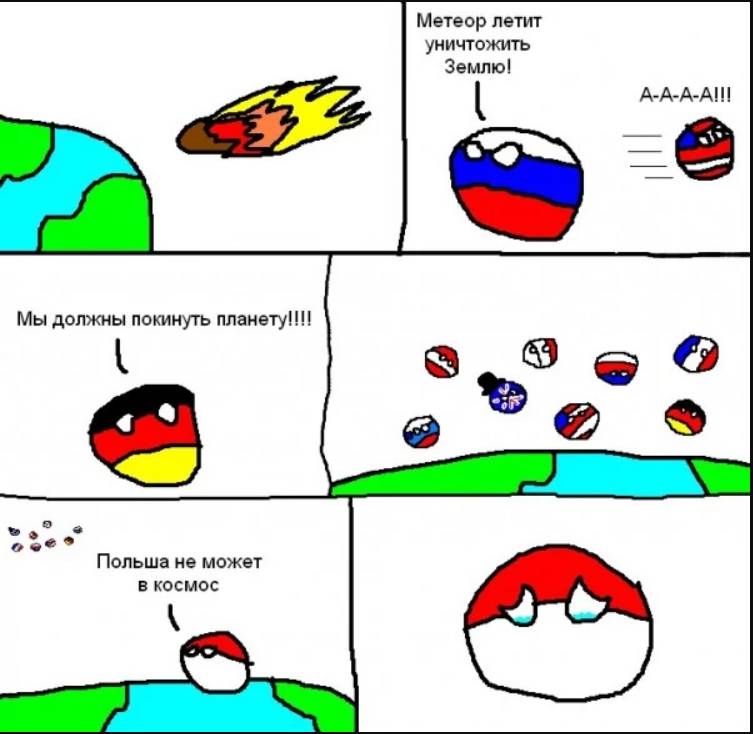 Метеор летит
уничтожить
Землю!
А-А-А-А!!!
Мы должны покинуть планету!!!!
Польша не может
в космос